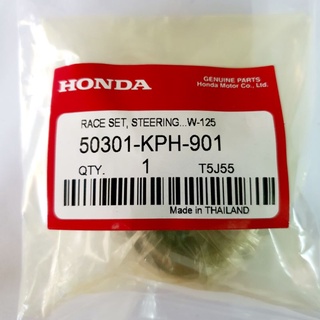 HONDA
GENUINE PARTS
Honda Motor Co., Ltd.
RACE SET, STEERING...W-125
50301-KPH-901
QTY. 1 T5J55
Made in THAILAND